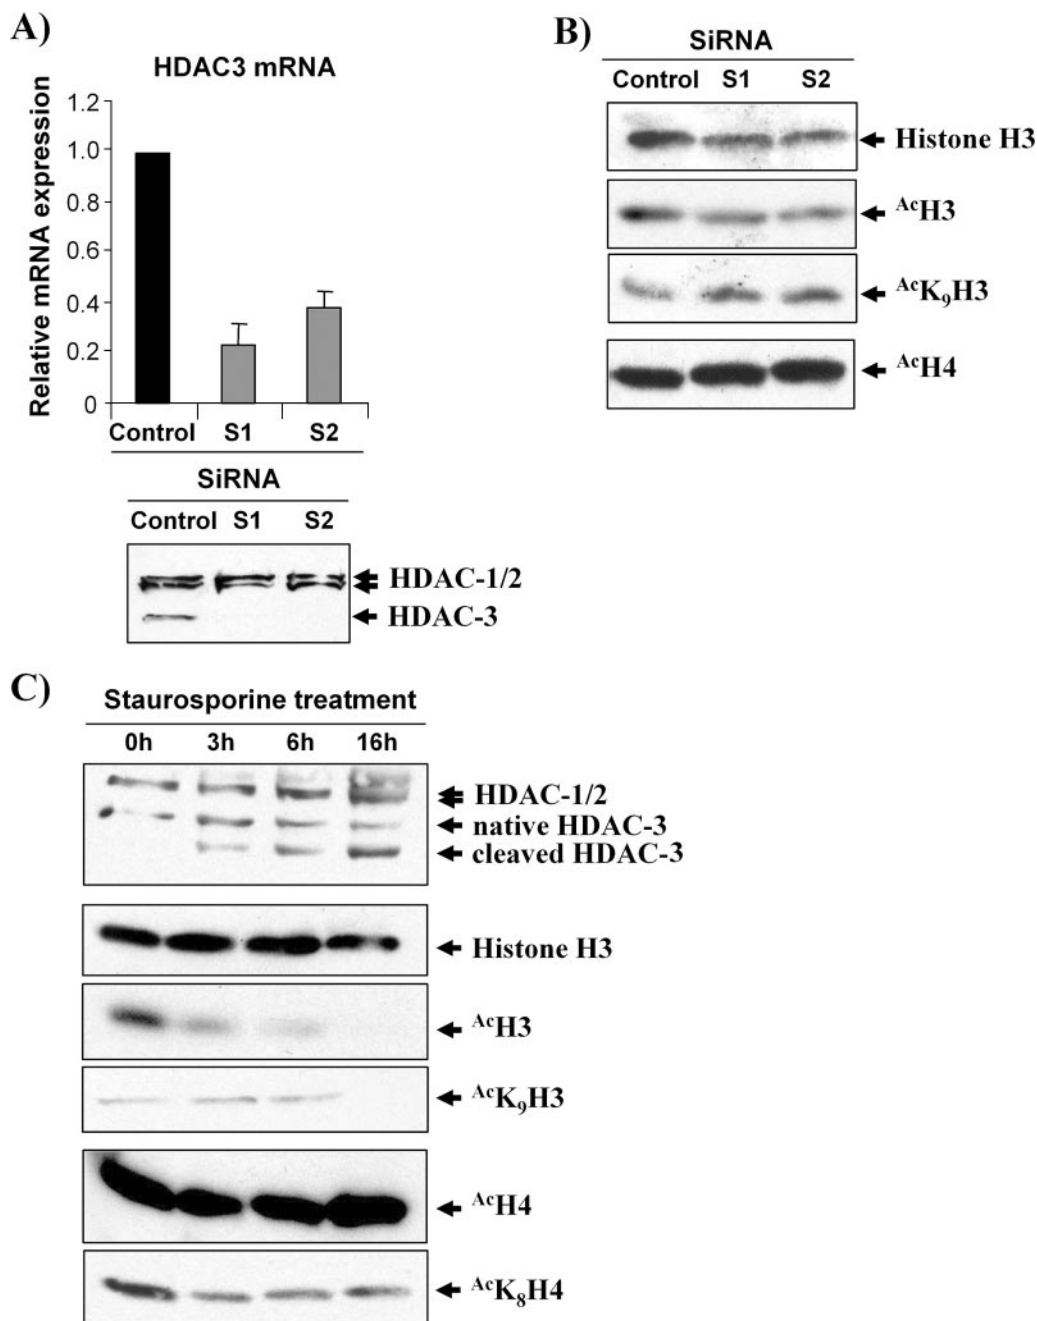 A)
HDAC3 mRNA
Relative mRNA expression
1.2
1.0
0.8
0.6
0.4
0.2
0
Control S1 S2
SiRNA
Control S1 S2
HDAC-1/2
HDAC-3
B)
SiRNA
Control S1 S2
Histone H3
AcH3
AcK9H3
AcH4
C)
Staurosporine treatment
0h 3h 6h 16h
HDAC-1/2
native HDAC-3
cleaved HDAC-3
Histone H3
AcH3
AcK9H3
AcH4
AcK8H4